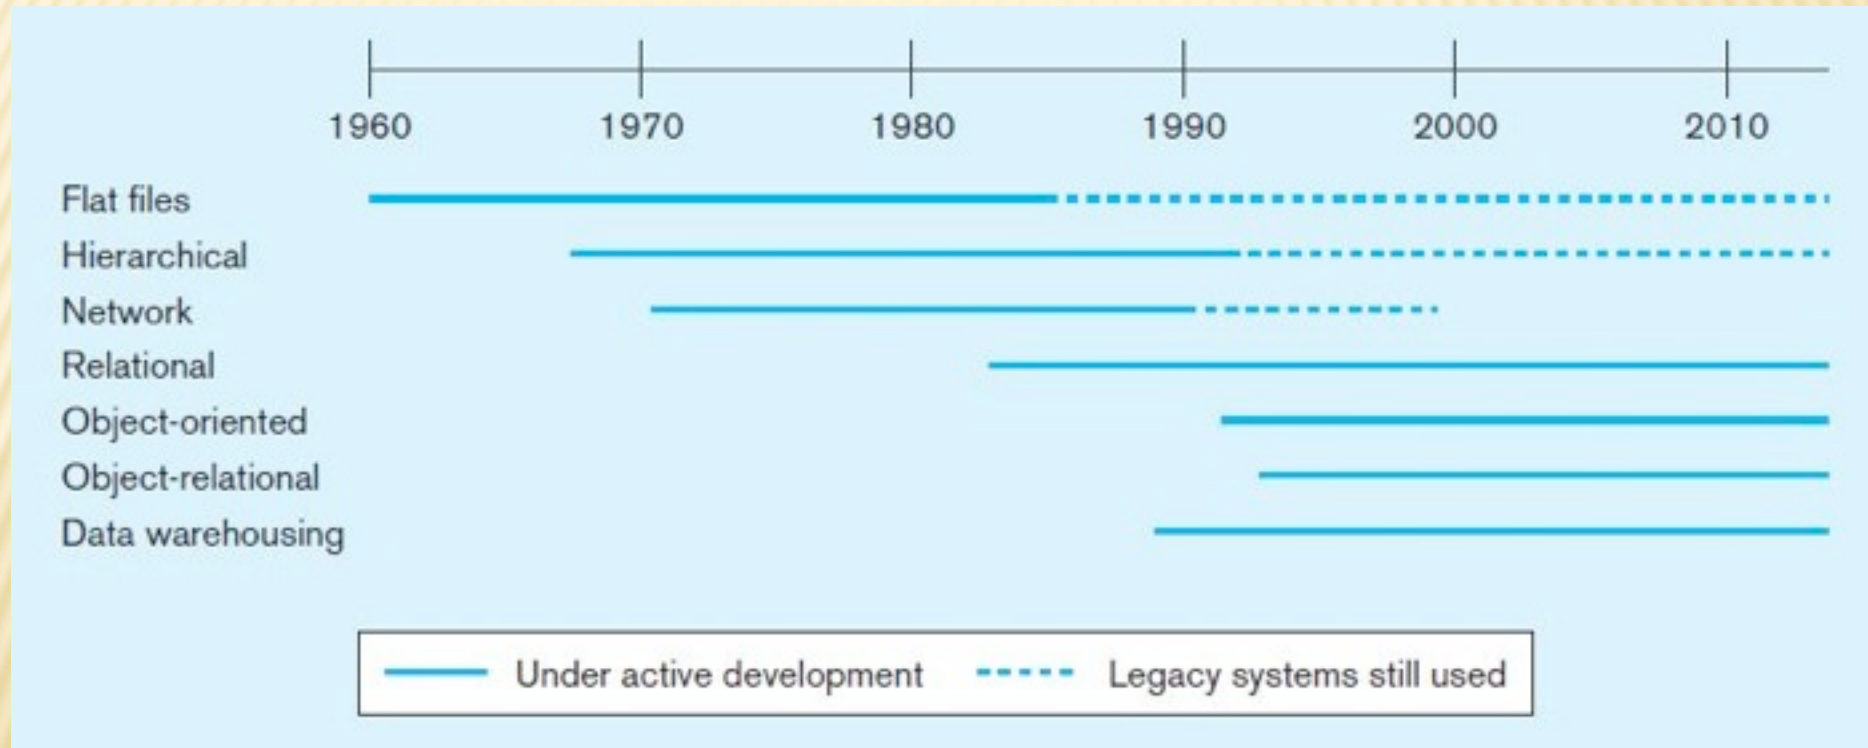 1960 1970 1980 1990 2000 2010
Flat files
Hierarchical
Network
Relational
Object-oriented
Object-relational
Data warehousing
Under active development Legacy systems still used